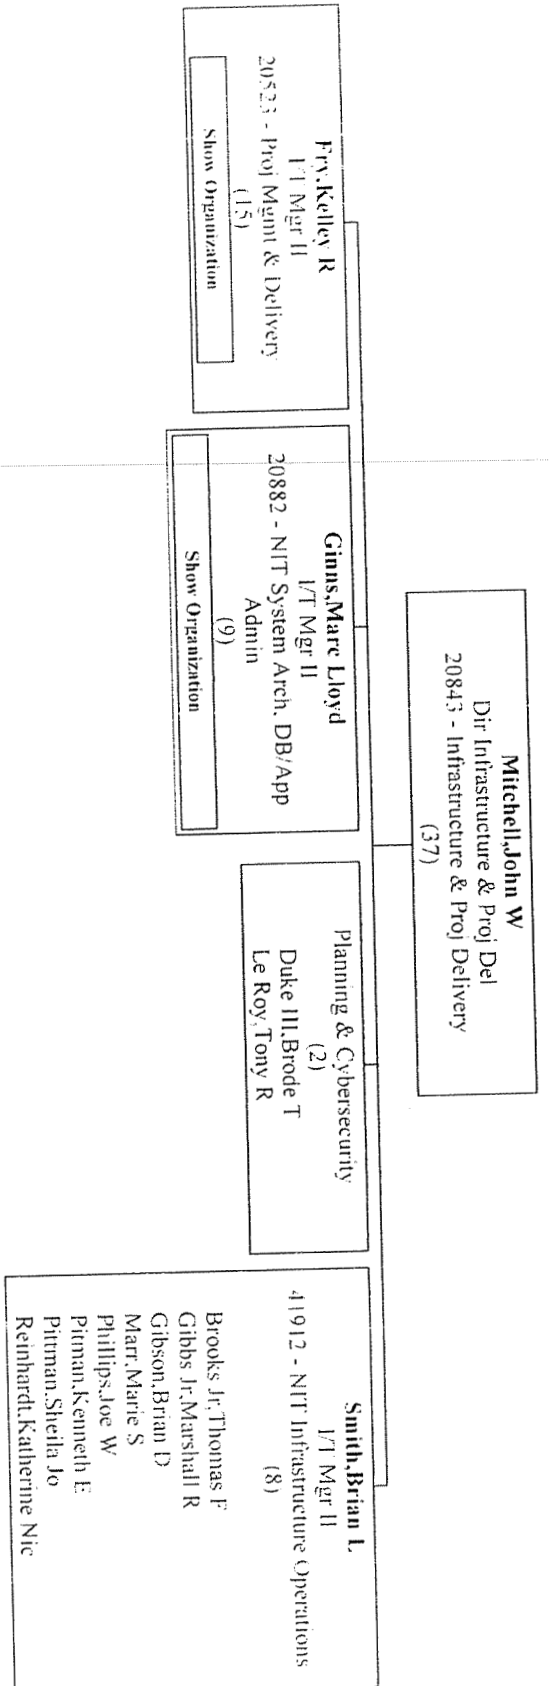 Mitchell,John W
Dir Infrastructure & Proj Del
20843 - Infrastructure & Proj Delivery
(37)
Fry,Kelley R
I/T Mgr II
20523 - Proj Mgmt & Delivery
(15)
Show Organization
Ginns,Marc Lloyd
I/T Mgr II
20882 - NIT System Arch. DB/App
Admin
(9)
Show Organization
Planning & Cybersecurity
(2)
Duke III,Brode T
Le Roy,Tony R
Smith,Brian L
I/T Mgr II
41912 - NIT Infrastructure Operations
(8)
Brooks Jr,Thomas F
Gibbs Jr,Marshall R
Gibson,Brian D
Marr,Marie S
Phillips,Joe W
Pitman,Kenneth E
Pittman,Sheila Jo
Reinhardt,Katherine Nic